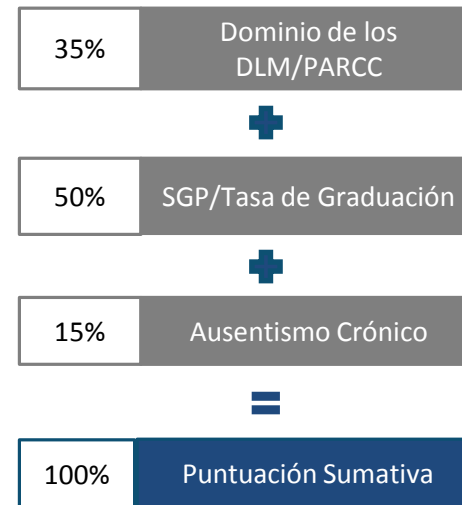 35%
Dominio de los
DLM/PARCC
50%
SGP/Tasa de Graduación
15%
Ausentismo Crónico
100%
Puntuación Sumativa